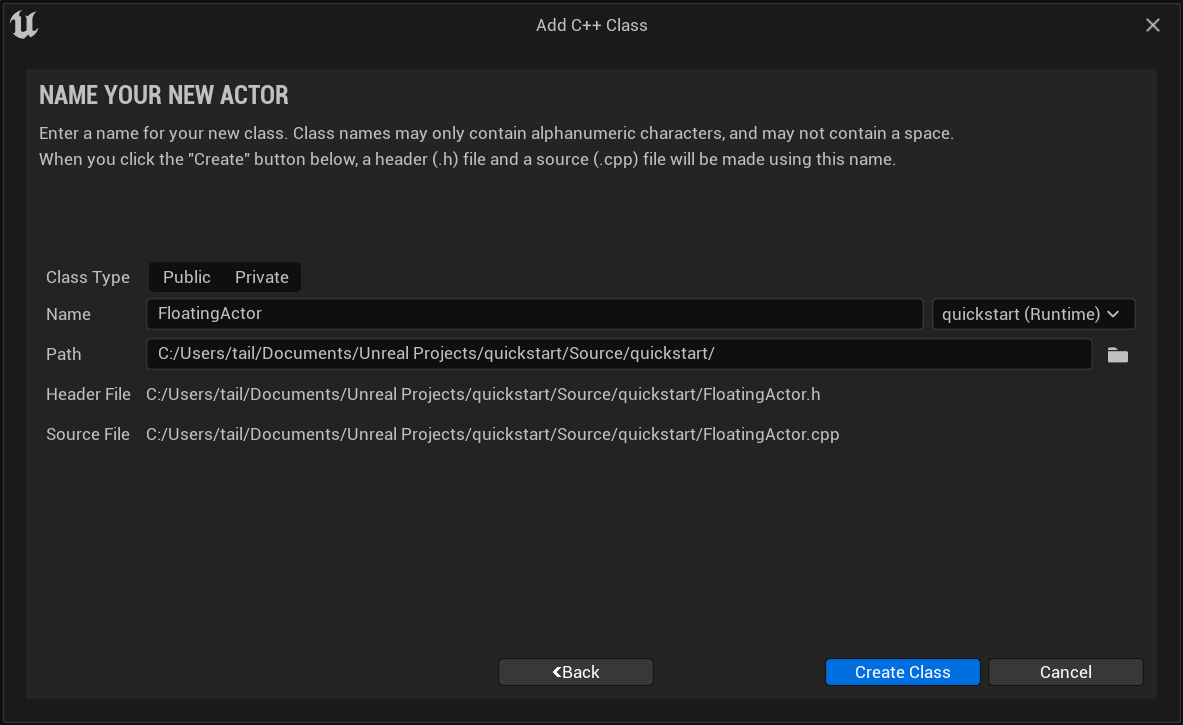 Add C++ Class
NAME YOUR NEW ACTOR
Enter a name for your new class. Class names may only contain alphanumeric characters, and may not contain a space.
When you click the "Create" button below, a header (.h) file and a source (.cpp) file will be made using this name.
Class Type Public Private
Name FloatingActor quickstart (Runtime)
Path C:/Users/tail/Documents/Unreal Projects/quickstart/Source/quickstart/
Header File C:/Users/tail/Documents/Unreal Projects/quickstart/Source/quickstart/FloatingActor.h
Source File C:/Users/tail/Documents/Unreal Projects/quickstart/Source/quickstart/FloatingActor.cpp
Back Create Class Cancel